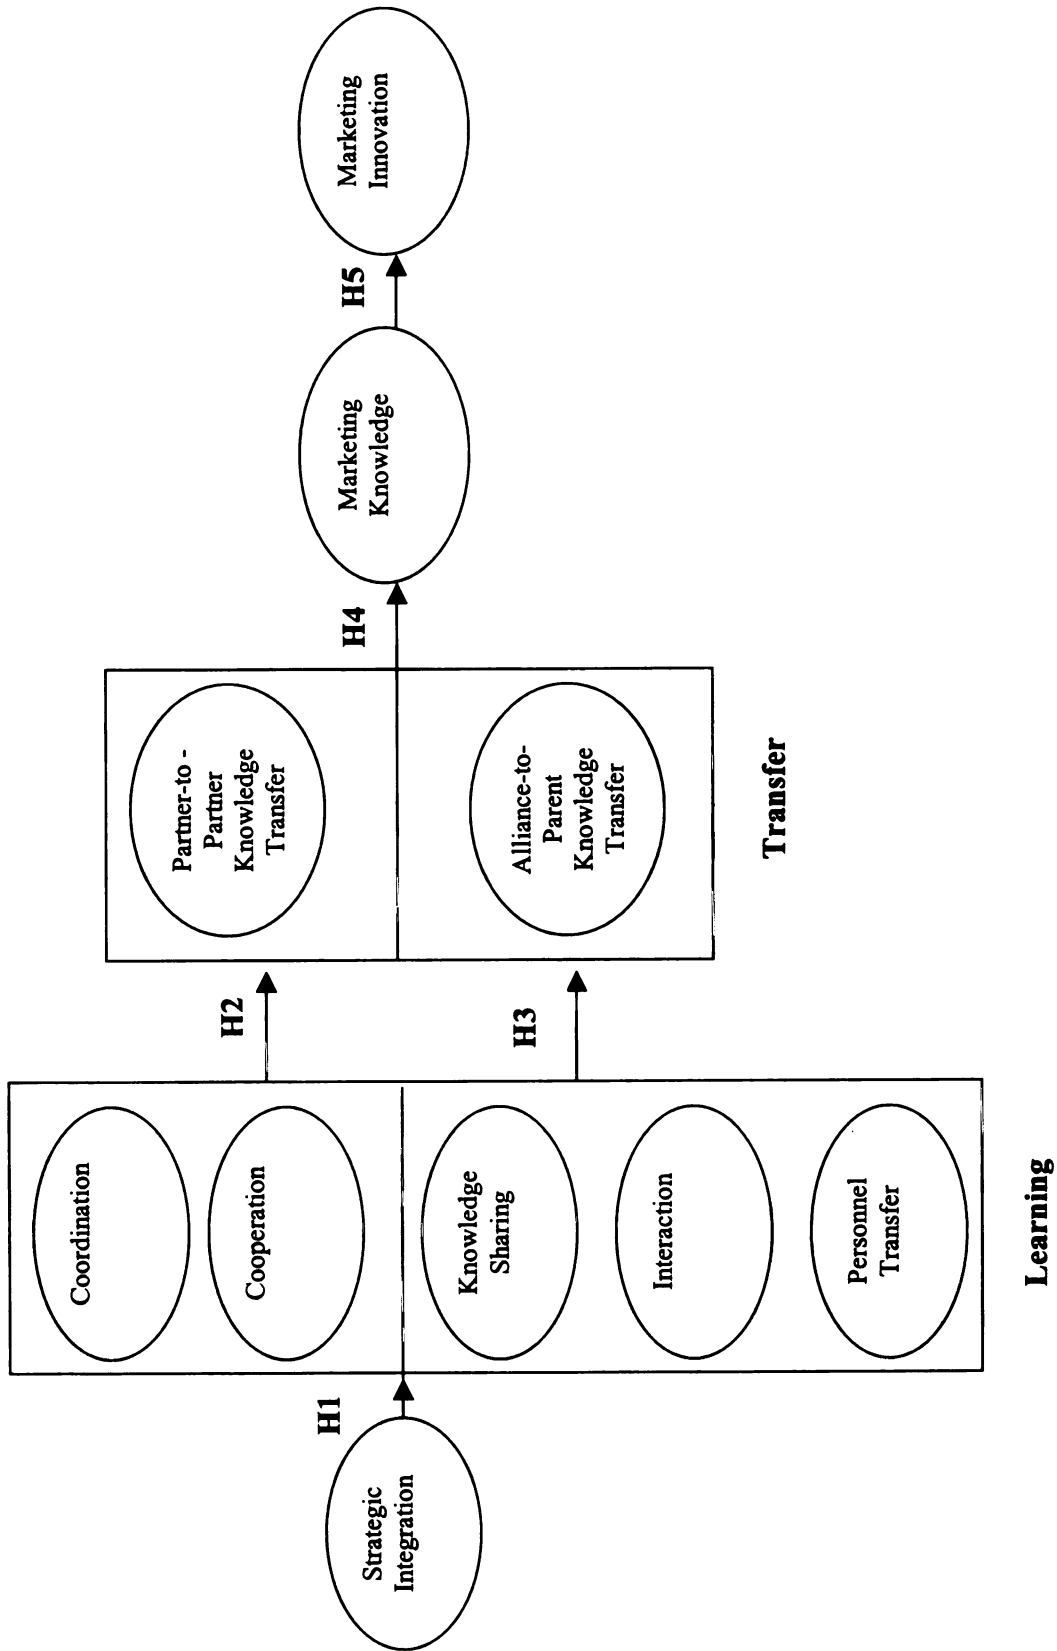 Strategic
Integration
H1
Coordination
Cooperation
Knowledge
Sharing
Interaction
Personnel
Transfer
Learning
H2
H3
Partner-to -
Partner
Knowledge
Transfer
Alliance-to-
Parent
Knowledge
Transfer
Transfer
H4
Marketing
Knowledge
H5
Marketing
Innovation